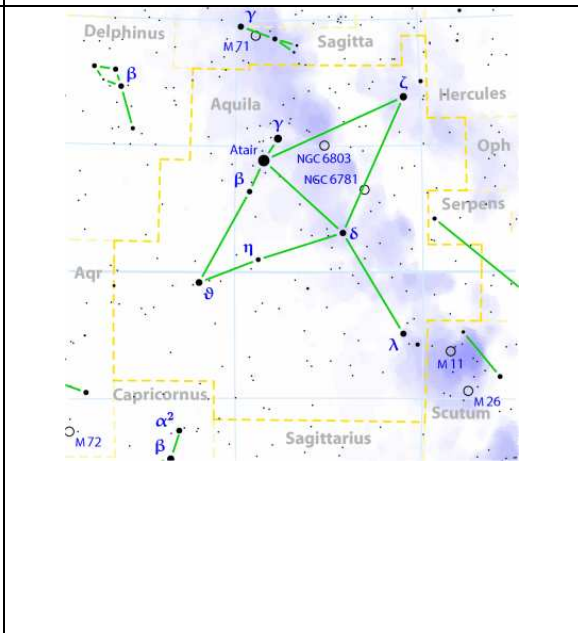 γ
Delphinus
M 71
Sagitta
β
ζ
Aquila
Hercules
γ
Atair
NGC 6803
Oph
β
NGC 6781
Serpens
δ
η
Aqr
ϑ
λ
M 11
Capricornus
M 26
α²
Scutum
M 72
β
Sagittarius